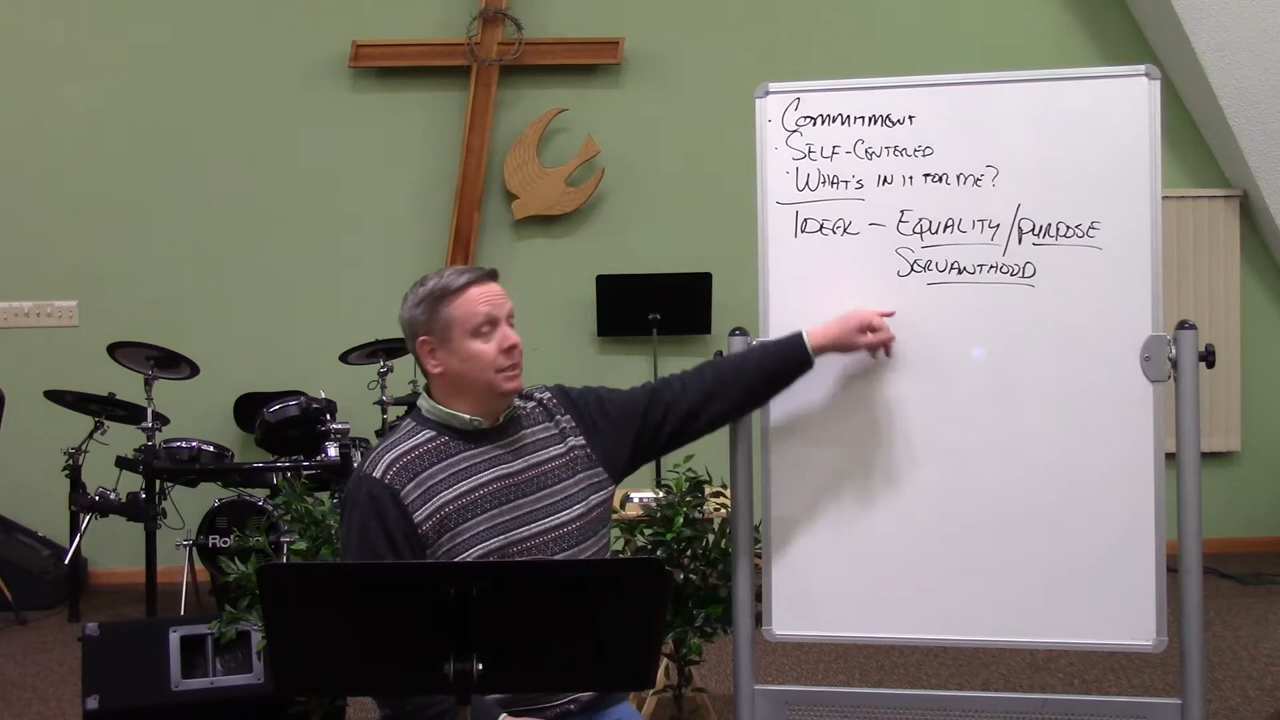 · COMMITMENT
· SELF-CENTERED
· WHAT'S IN IT FOR ME?
IDEAL – EQUALITY/PURPOSE
SERVANTHOOD